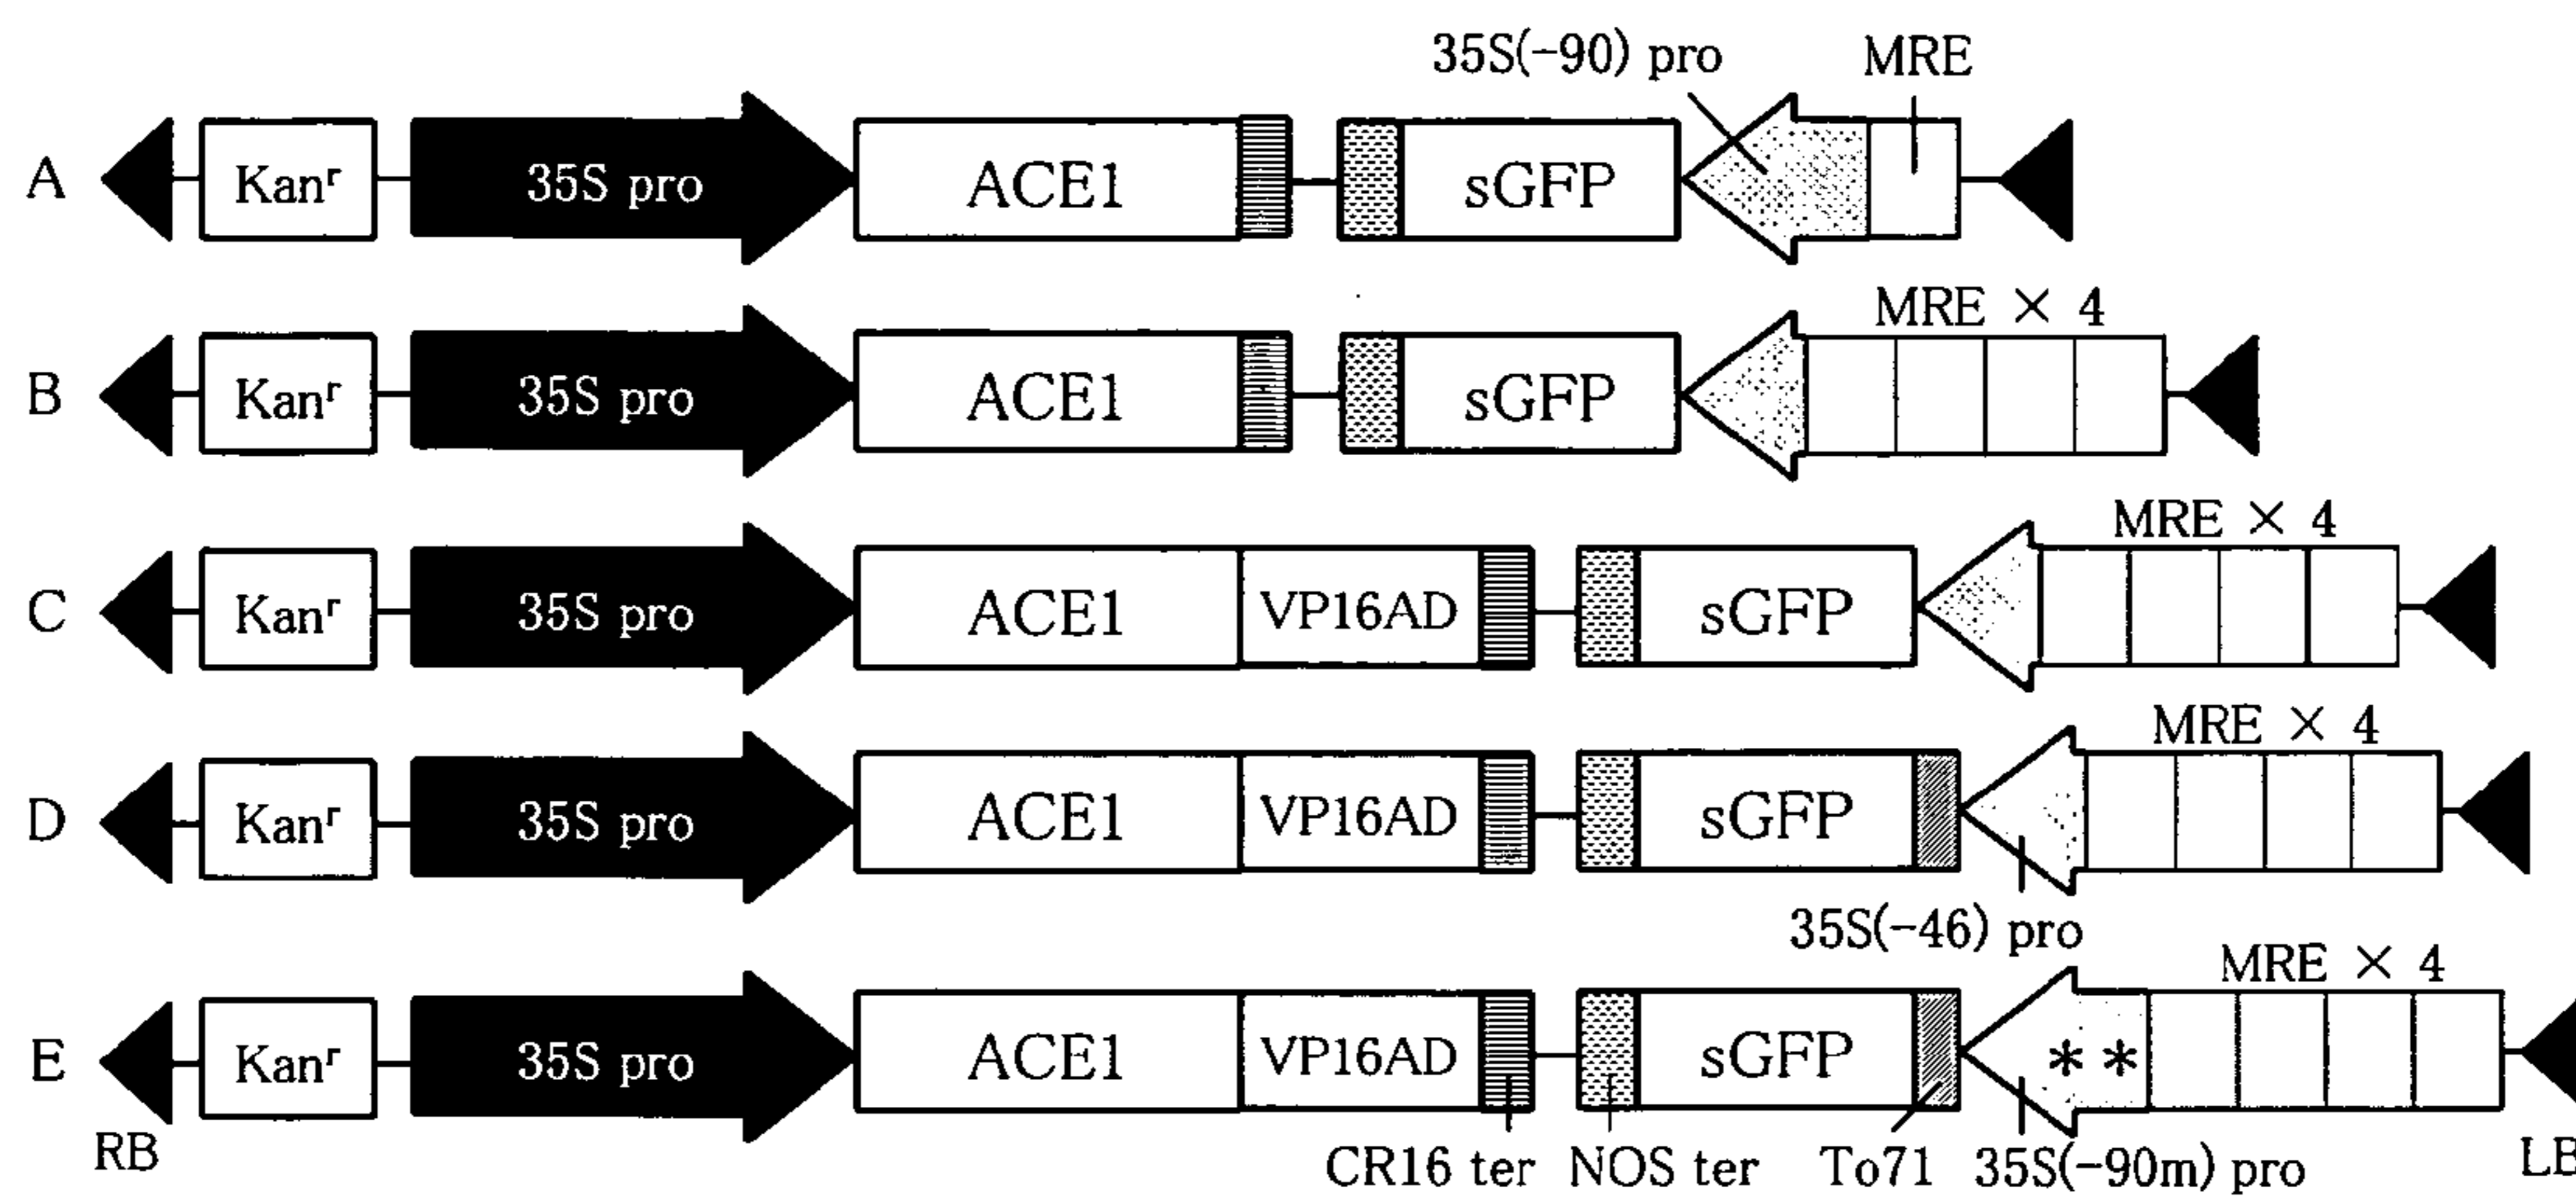 35S(-90) pro MRE
A Kanʳ 35S pro ACE1 sGFP
MRE × 4
B Kanʳ 35S pro ACE1 sGFP
MRE × 4
C Kanʳ 35S pro ACE1 VP16AD sGFP
MRE × 4
D Kanʳ 35S pro ACE1 VP16AD sGFP
35S(-46) pro
MRE × 4
E Kanʳ 35S pro ACE1 VP16AD sGFP * *
RB CR16 ter NOS ter To71 35S(-90m) pro LB